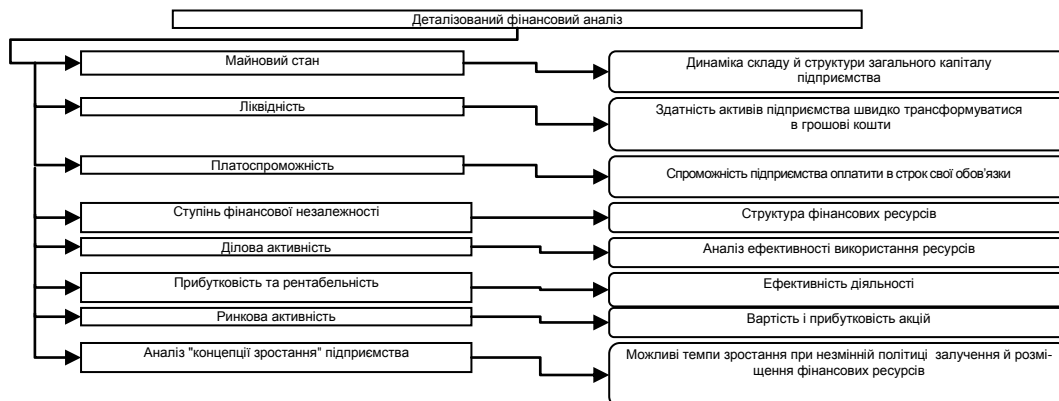 Деталізований фінансовий аналіз
Майновий стан
Динаміка складу й структури загального капіталу
підприємства
Ліквідність
Здатність активів підприємства швидко трансформуватися
в грошові кошти
Платоспроможність
Спроможність підприємства оплатити в строк свої обов’язки
Ступінь фінансової незалежності
Структура фінансових ресурсів
Ділова активність
Аналіз ефективності використання ресурсів
Прибутковість та рентабельність
Ефективність діяльності
Ринкова активність
Вартість і прибутковість акцій
Аналіз "концепції зростання" підприємства
Можливі темпи зростання при незмінній політиці залучення й розмі-
щення фінансових ресурсів